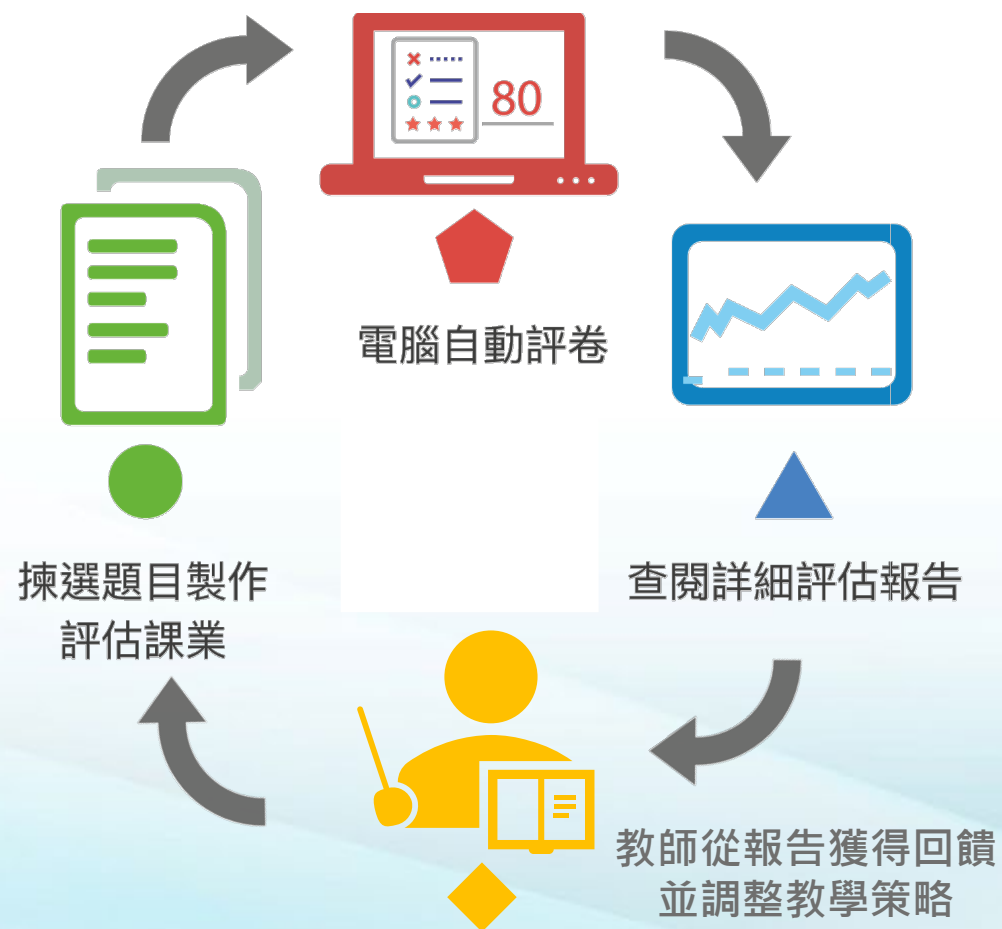 80
電腦自動評卷
揀選題目製作
評估課業
查閱詳細評估報告
教師從報告獲得回饋
並調整教學策略